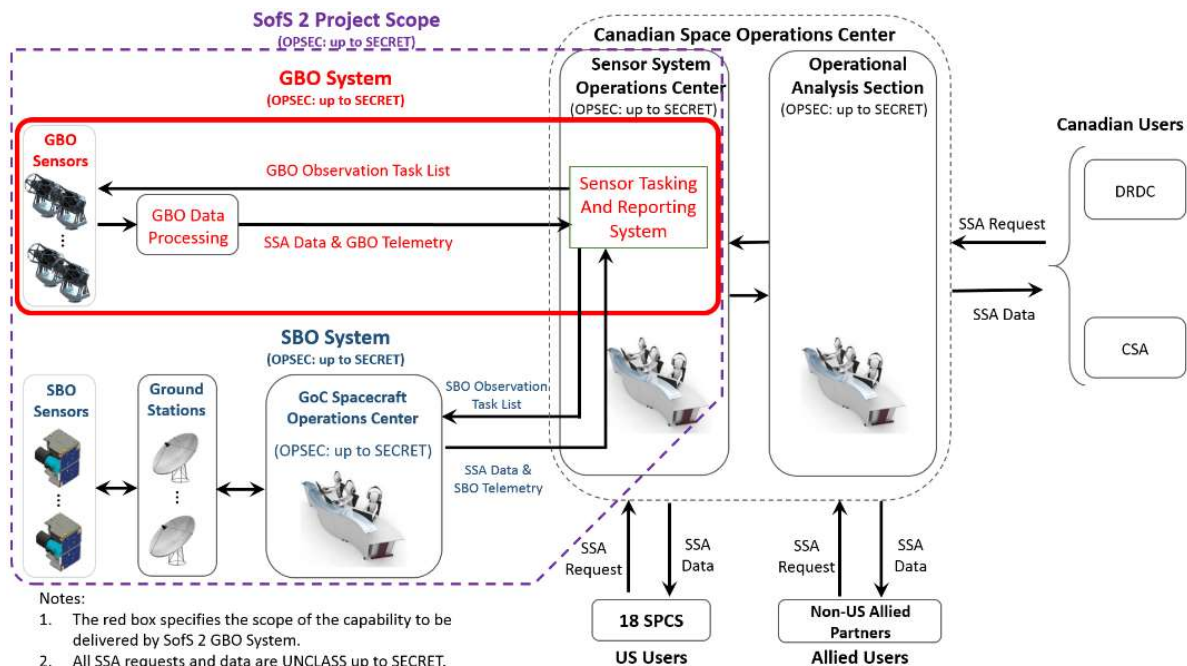 SofS 2 Project Scope
(OPSEC: up to SECRET)
Canadian Space Operations Center
GBO System
(OPSEC: up to SECRET)
Sensor System
Operations Center
(OPSEC: up to SECRET)
Operational
Analysis Section
(OPSEC: up to SECRET)
Canadian Users
GBO
Sensors
GBO Observation Task List
GBO Data
Processing
SSA Data & GBO Telemetry
Sensor Tasking
And Reporting
System
DRDC
SSA Request
SSA Data
CSA
SBO System
(OPSEC: up to SECRET)
SBO
Sensors
Ground
Stations
GoC Spacecraft
Operations Center
(OPSEC: up to SECRET)
SBO Observation
Task List
SSA Data &
SBO Telemetry
SSA
Request
SSA
Data
SSA
Request
SSA
Data
18 SPCS
US Users
Non-US Allied
Partners
Allied Users
Notes:
1. The red box specifies the scope of the capability to be
delivered by SofS 2 GBO System.
2. All SSA requests and data are UNCLASS up to SECRET.